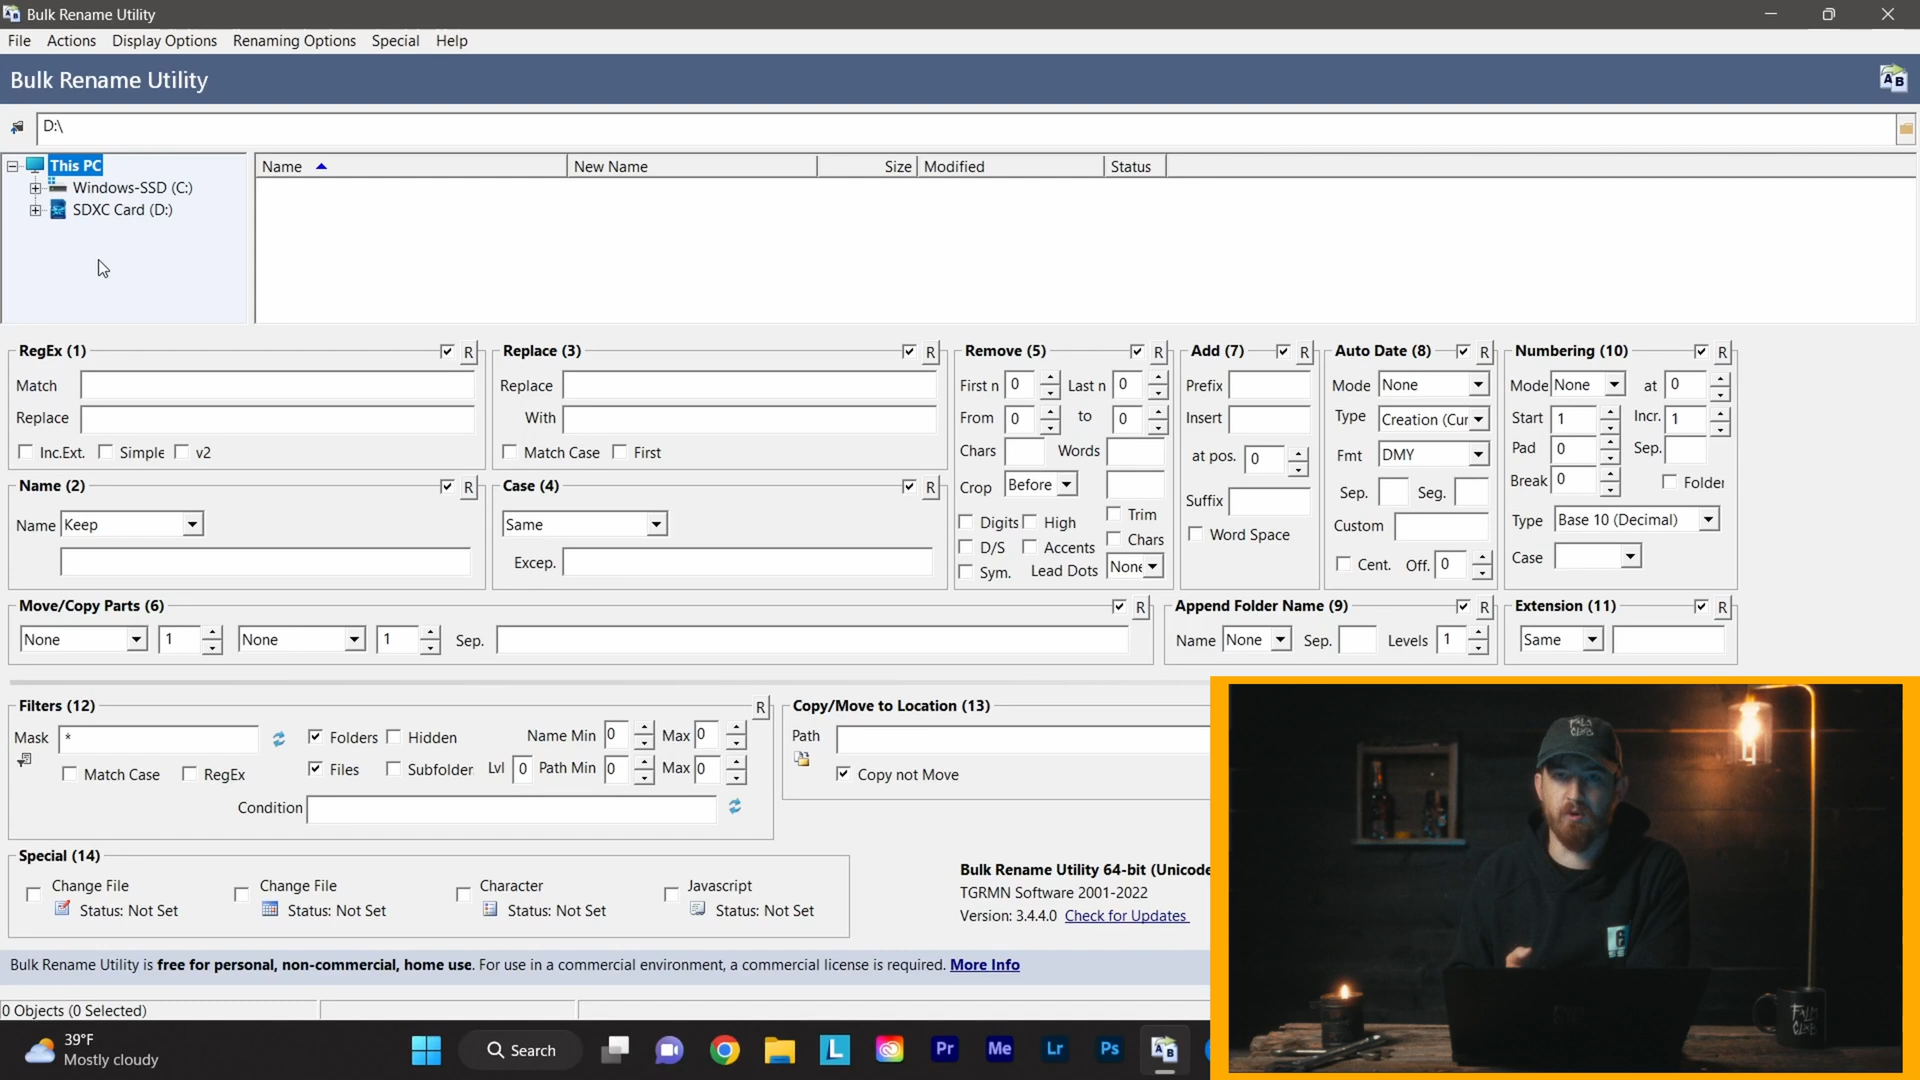 Bulk Rename Utility
File Actions Display Options Renaming Options Special Help
Bulk Rename Utility
D:\
This PC
Windows-SSD (C:)
SDXC Card (D:)
Name New Name Size Modified Status
RegEx (1) R
Match
Replace
Inc.Ext. Simple v2
Replace (3) R
Replace
With
Match Case First
Name (2) R
Name Keep
Case (4) R
Same
Excep.
Remove (5) R
First n 0 Last n 0
From 0 to 0
Chars Words
Crop Before
Digits High Trim
D/S Accents Chars
Sym. Lead Dots None
Add (7) R
Prefix
Insert
at pos. 0
Suffix
Word Space
Auto Date (8) R
Mode None
Type Creation (Cur
Fmt DMY
Sep. Seg.
Custom
Cent. Off. 0
Numbering (10) R
Mode None at 0
Start 1 Incr. 1
Pad 0 Sep.
Break 0 Folder
Type Base 10 (Decimal)
Case
Move/Copy Parts (6) R
None 1 None 1 Sep.
Append Folder Name (9) R
Name None Sep. Levels 1
Extension (11) R
Same
Filters (12) R
Mask * Folders Hidden Name Min 0 Max 0
Match Case RegEx Files Subfolder Lvl 0 Path Min 0 Max 0
Condition
Copy/Move to Location (13)
Path
Copy not Move
Special (14)
Change File
Status: Not Set
Change File
Status: Not Set
Character
Status: Not Set
Javascript
Status: Not Set
Bulk Rename Utility 64-bit (Unicode
TGRMN Software 2001-2022
Version: 3.4.4.0 Check for Updates
Bulk Rename Utility is free for personal, non-commercial, home use. For use in a commercial environment, a commercial license is required. More Info
0 Objects (0 Selected)
39°F
Mostly cloudy
Search
L
Pr
Me
Lr
Ps
AB
FILM
CLUB
FILM
CLUB